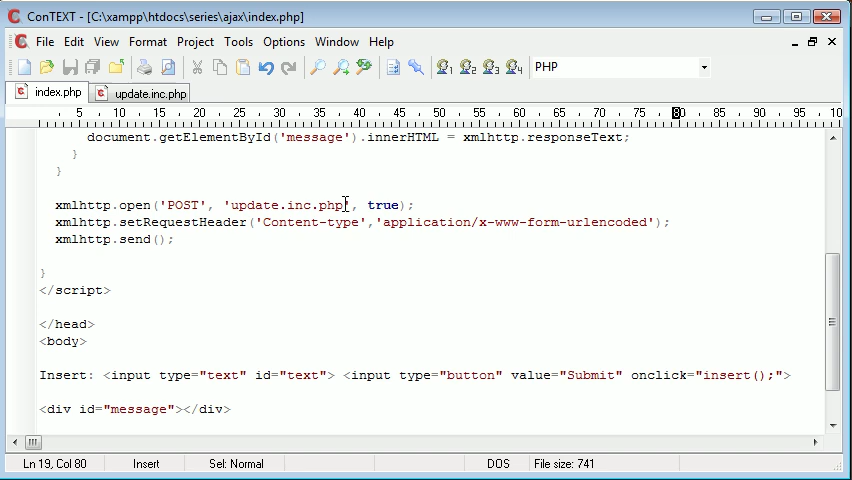 ConTEXT - [C:\xampp\htdocs\series\ajax\index.php]
File Edit View Format Project Tools Options Window Help
1 2 3 4 PHP
index.php update.inc.php
5 10 15 20 25 30 35 40 45 50 55 60 65 70 75 80 85 90 95
document.getElementById('message').innerHTML = xmlhttp.responseText;
}
}
xmlhttp.open('POST', 'update.inc.php', true);
xmlhttp.setRequestHeader('Content-type','application/x-www-form-urlencoded');
xmlhttp.send();
}
</script>
</head>
<body>
Insert: <input type="text" id="text"> <input type="button" value="Submit" onclick="insert();">
<div id="message"></div>
Ln 19, Col 80 Insert Sel: Normal DOS File size: 741